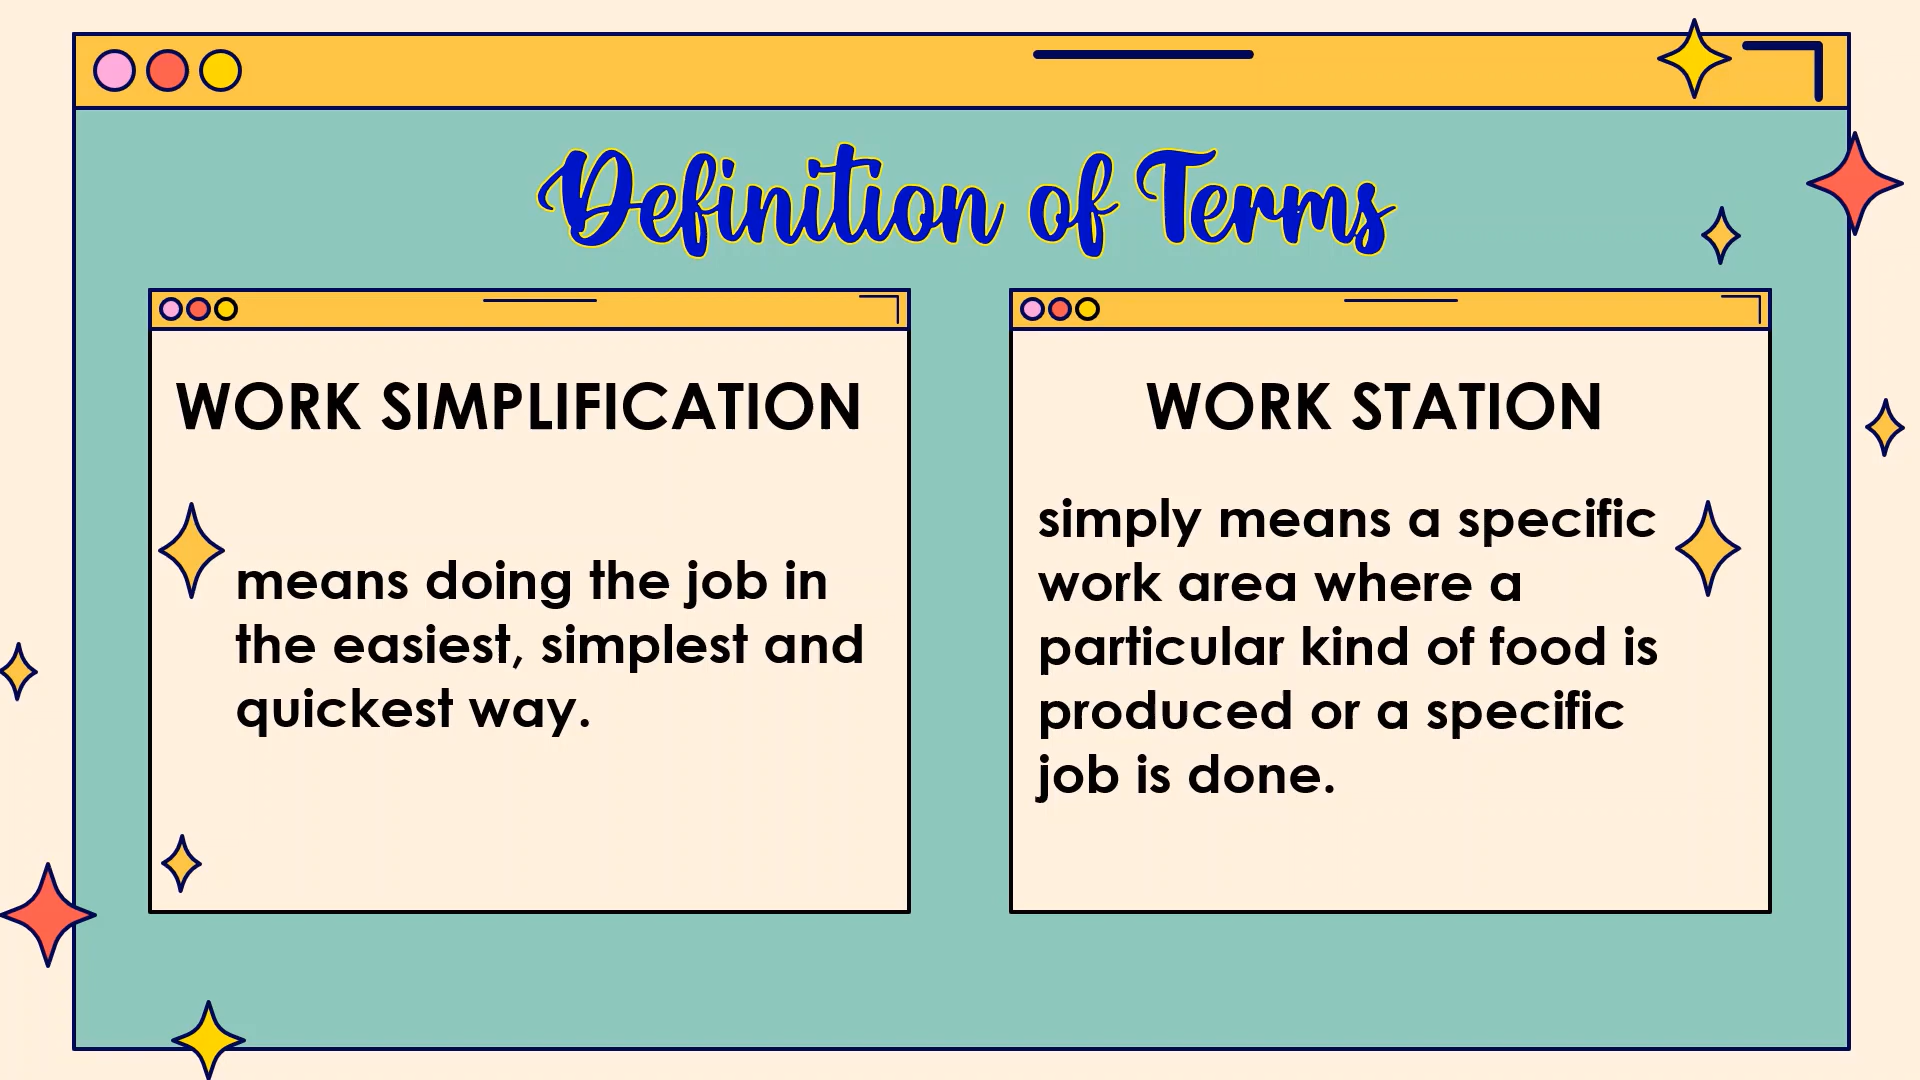 Definition of Terms
WORK SIMPLIFICATION
means doing the job in
the easiest, simplest and
quickest way.
WORK STATION
simply means a specific
work area where a
particular kind of food is
produced or a specific
job is done.